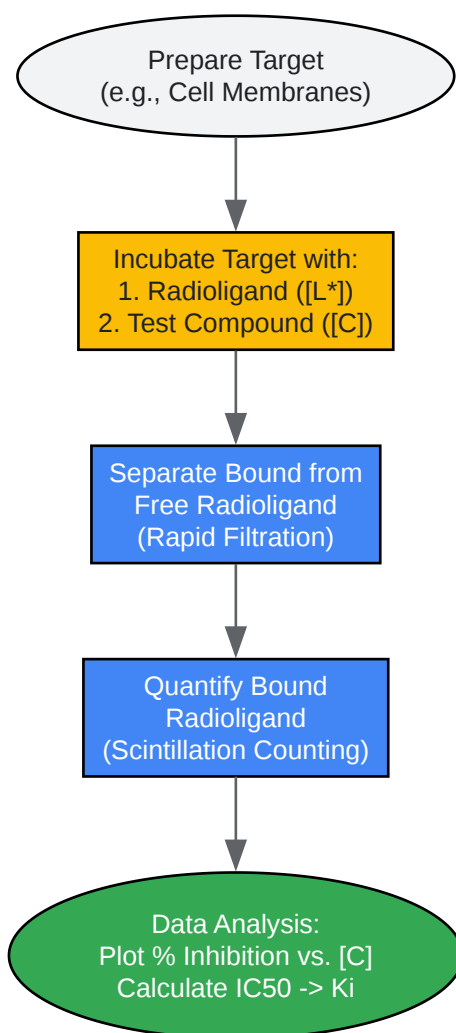 Prepare Target
(e.g., Cell Membranes)
Incubate Target with:
1. Radioligand ([L*])
2. Test Compound ([C])
Separate Bound from
Free Radioligand
(Rapid Filtration)
Quantify Bound
Radioligand
(Scintillation Counting)
Data Analysis:
Plot % Inhibition vs. [C]
Calculate IC50 -> Ki